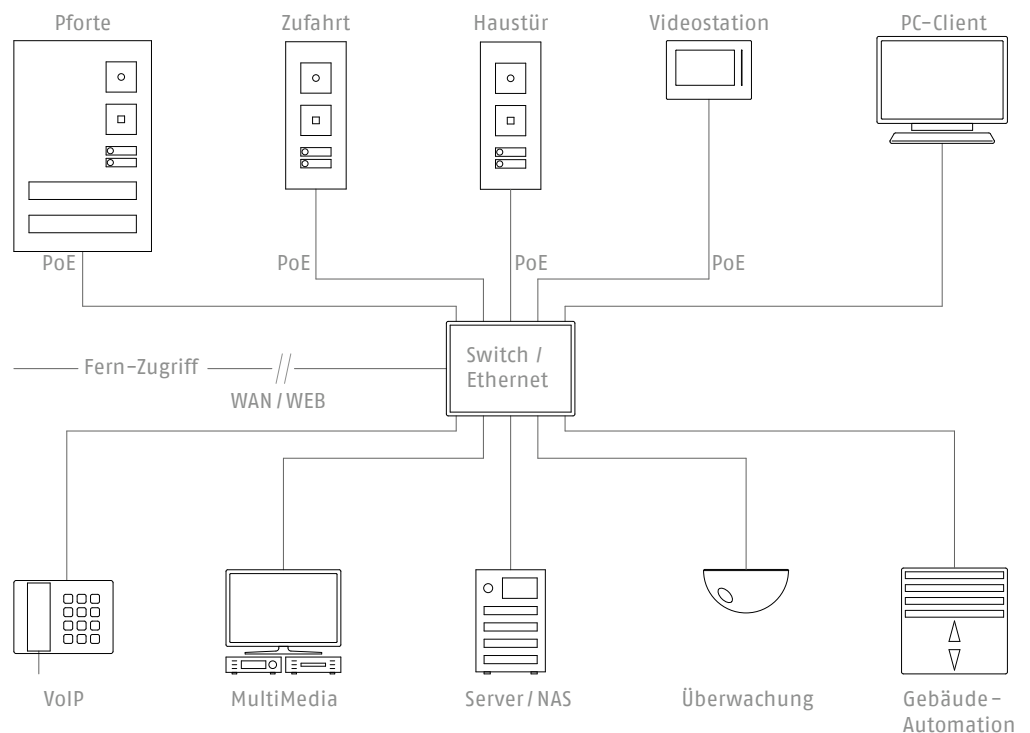 Pforte
Zufahrt
Haustür
Videostation
PC-Client
PoE
PoE
PoE
PoE
Switch /
Ethernet
Fern-Zugriff
WAN / WEB
VoIP
MultiMedia
Server / NAS
Überwachung
Gebäude-
Automation